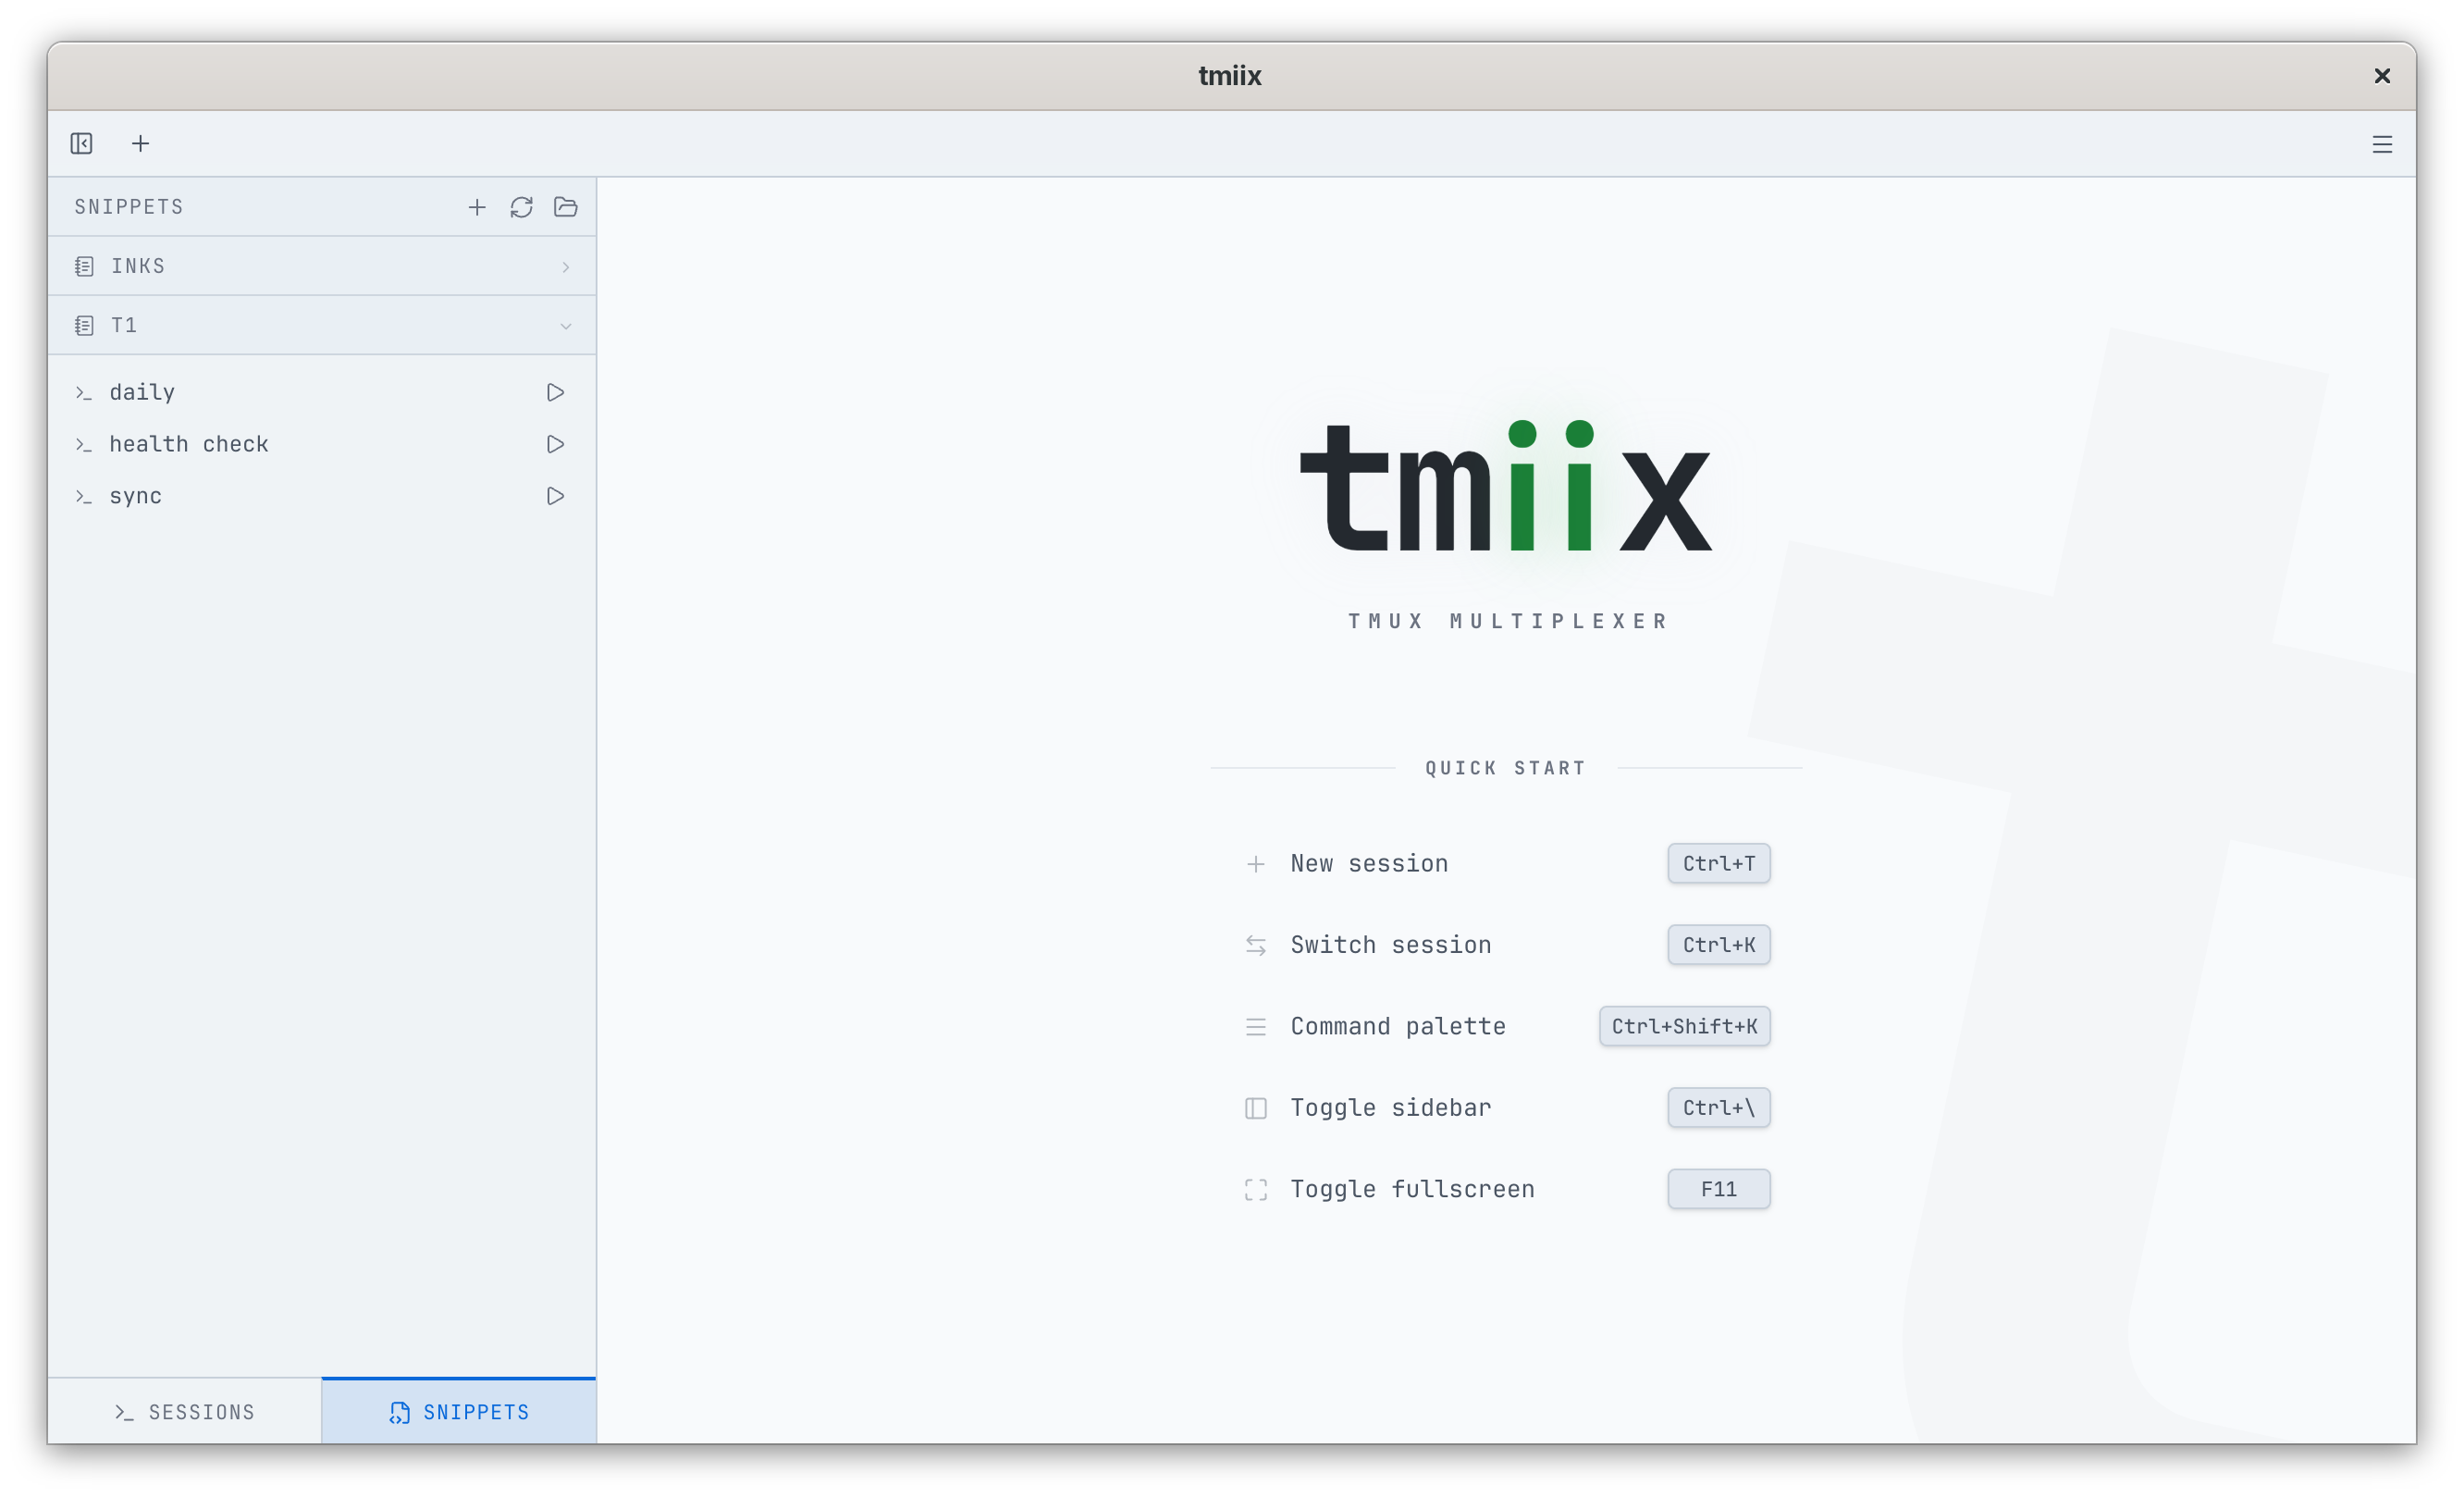 tmiix
SNIPPETS
INKS
T1
daily
health check
sync
SESSIONS
SNIPPETS
tmiix
TMUX MULTIPLEXER
QUICK START
New session Ctrl+T
Switch session Ctrl+K
Command palette Ctrl+Shift+K
Toggle sidebar Ctrl+\
Toggle fullscreen F11